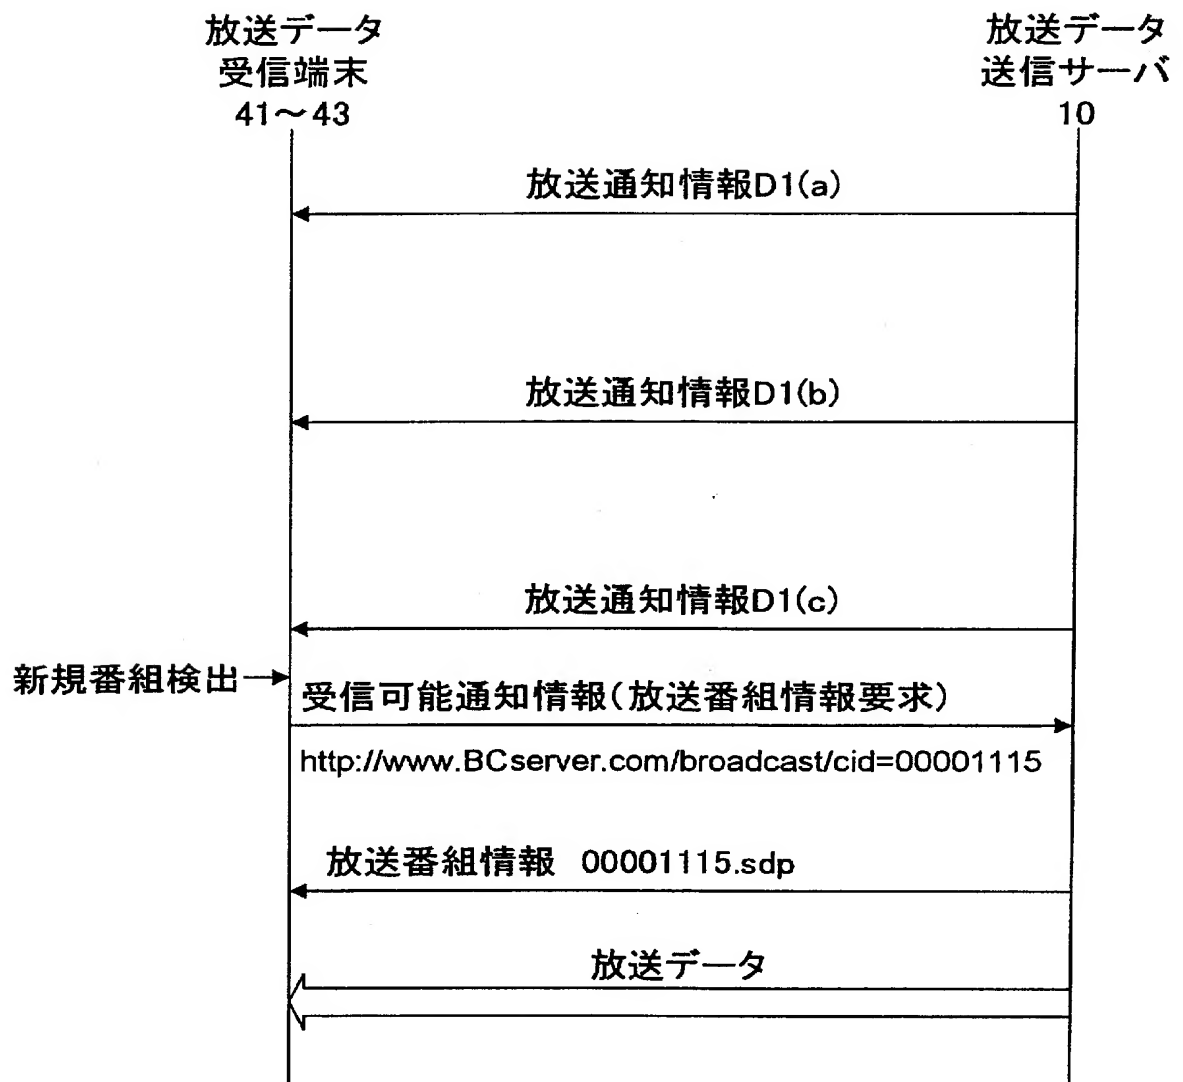 放送データ
受信端末
41～43
放送データ
送信サーバ
10
放送通知情報D1(a)
放送通知情報D1(b)
放送通知情報D1(c)
新規番組検出
受信可能通知情報(放送番組情報要求)
http://www.BCserver.com/broadcast/cid=00001115
放送番組情報 00001115.sdp
放送データ